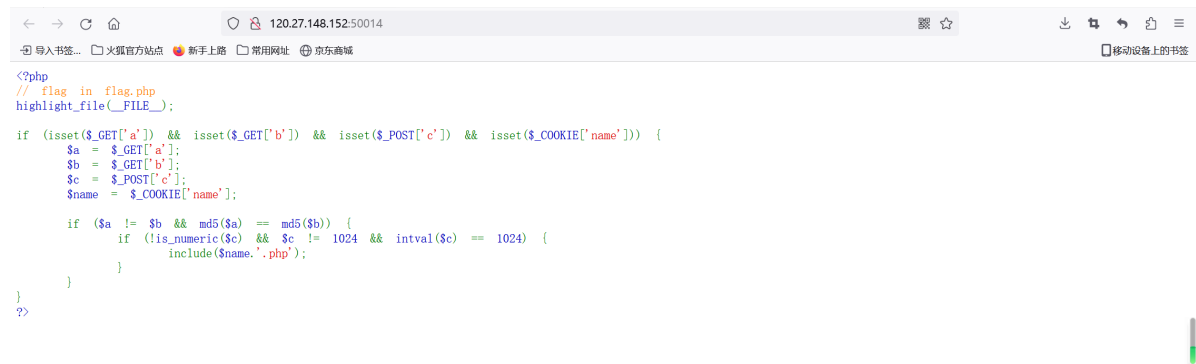 120.27.148.152:50014
导入书签... 火狐官方站点 新手上路 常用网址 京东商城 移动设备上的书签
<?php
// flag in flag.php
highlight_file(__FILE__);
if (isset($_GET['a']) && isset($_GET['b']) && isset($_POST['c']) && isset($_COOKIE['name'])) {
$a = $_GET['a'];
$b = $_GET['b'];
$c = $_POST['c'];
$name = $_COOKIE['name'];
if ($a != $b && md5($a) == md5($b)) {
if (!is_numeric($c) && $c != 1024 && intval($c) == 1024) {
include($name.'.php');
}
}
}
?>